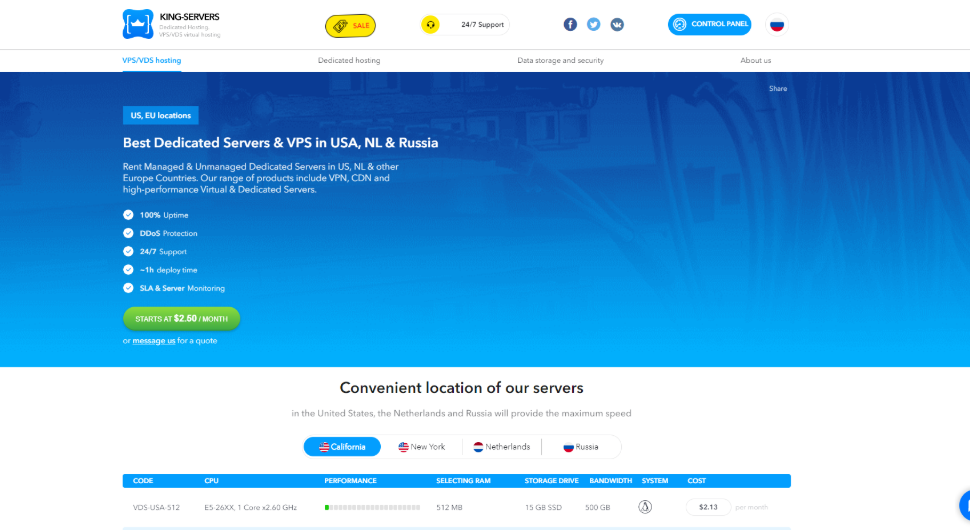 KING-SERVERS
Dedicated Hosting
VPS/VDS virtual hosting
SALE
24/7 Support
CONTROL PANEL
VPS/VDS hosting
Dedicated hosting
Data storage and security
About us
Share
US, EU locations
Best Dedicated Servers & VPS in USA, NL & Russia
Rent Managed & Unmanaged Dedicated Servers in US, NL & other
Europe Countries. Our range of products include VPN, CDN and
high-performance Virtual & Dedicated Servers.
100% Uptime
DDoS Protection
24/7 Support
~1h deploy time
SLA & Server Monitoring
STARTS AT $2.50 / MONTH
or message us for a quote
Convenient location of our servers
in the United States, the Netherlands and Russia will provide the maximum speed
California New York Netherlands Russia
CODE CPU PERFORMANCE SELECTING RAM STORAGE DRIVE BANDWIDTH SYSTEM COST
VDS-USA-512 E5-26XX, 1 Core x2.60 GHz 512 MB 15 GB SSD 500 GB $2.13 per month